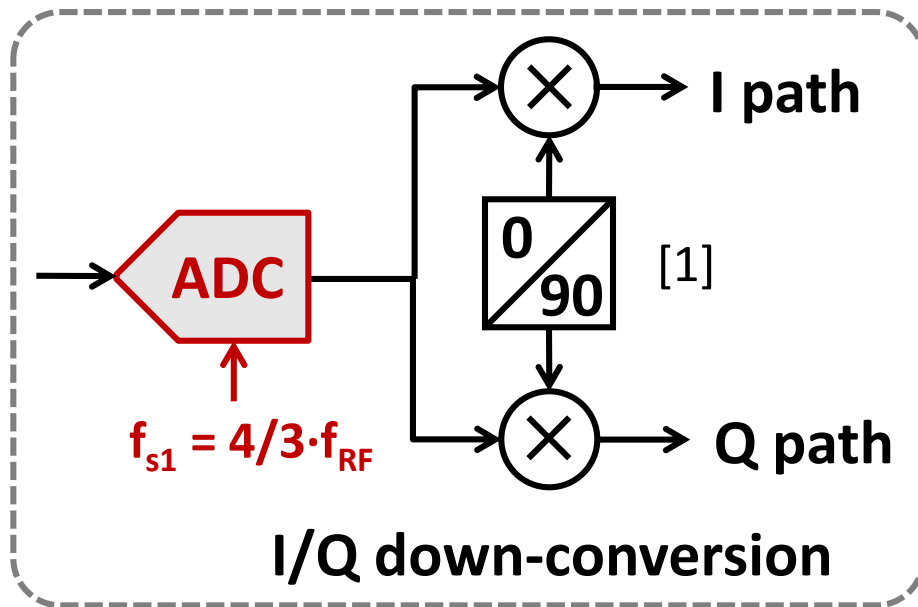 I path
0
90
[1]
ADC
fs1 = 4/3·fRF
Q path
I/Q down-conversion